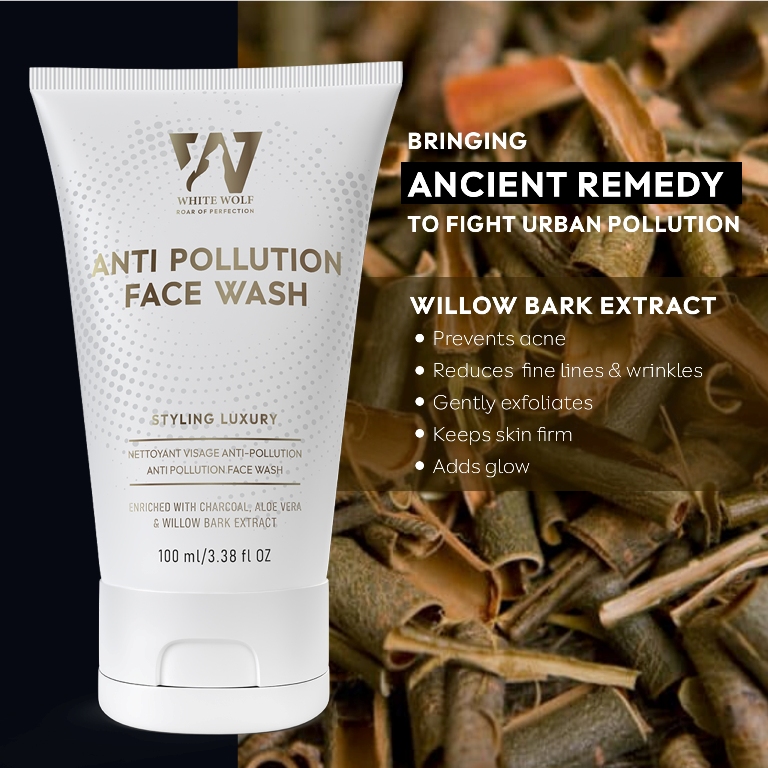 WHITE WOLF
ROAR OF PERFECTION
ANTI POLLUTION
FACE WASH
STYLING LUXURY
NETTOYANT VISAGE ANTI-POLLUTION
ANTI POLLUTION FACE WASH
ENRICHED WITH CHARCOAL, ALOE VERA
& WILLOW BARK EXTRACT
100 ml/3.38 fl OZ
BRINGING
ANCIENT REMEDY
TO FIGHT URBAN POLLUTION
WILLOW BARK EXTRACT
• Prevents acne
• Reduces fine lines & wrinkles
• Gently exfoliates
• Keeps skin firm
• Adds glow